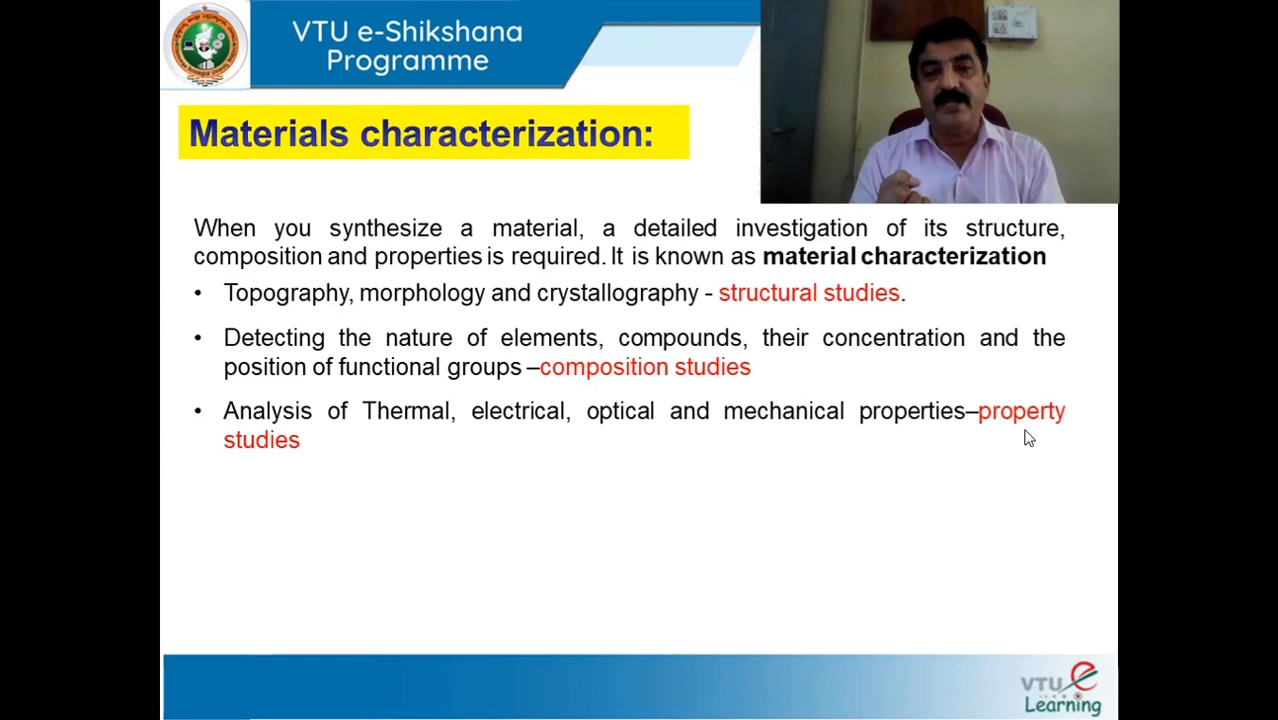 VTU e-Shikshana
Programme
Materials characterization:
When you synthesize a material, a detailed investigation of its structure,
composition and properties is required. It is known as material characterization
• Topography, morphology and crystallography - structural studies.
• Detecting the nature of elements, compounds, their concentration and the
position of functional groups –composition studies
• Analysis of Thermal, electrical, optical and mechanical properties–property
studies
VTU e
Learning